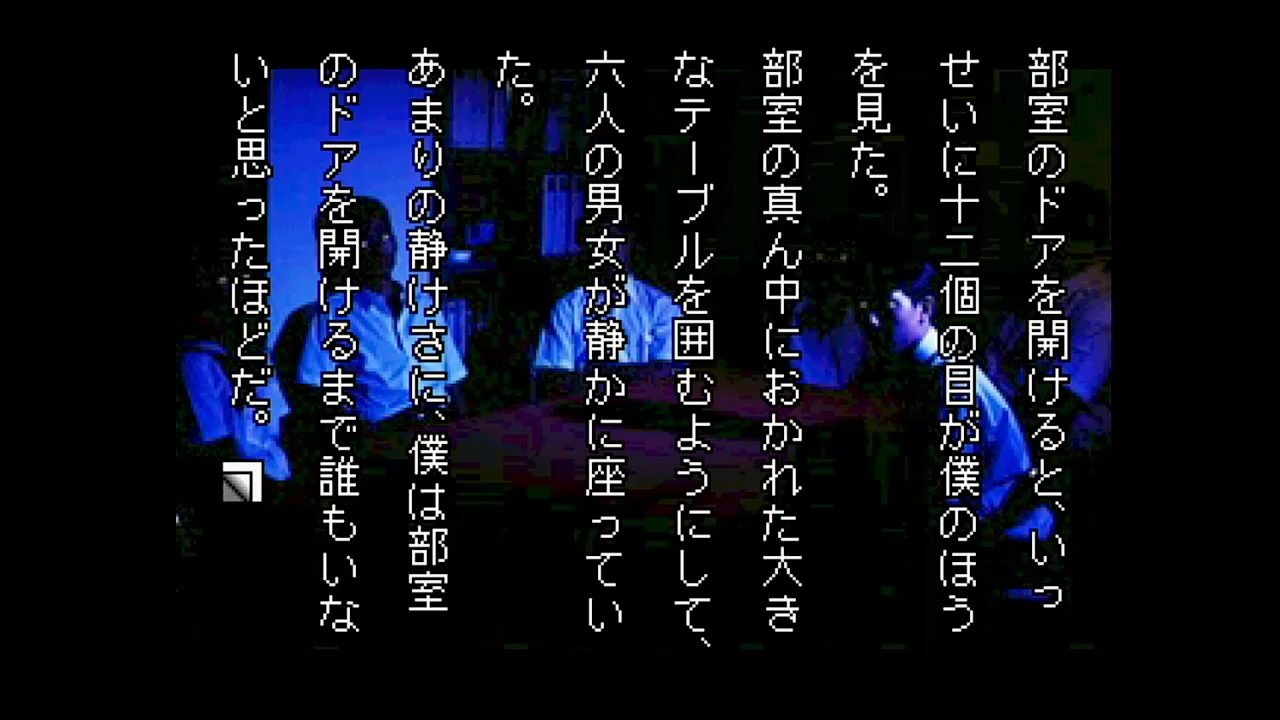 部室のドアを開けると、いっ
せいに十二個の目が僕のほう
を見た。
部室の真ん中におかれた大き
なテーブルを囲むようにして、
六人の男女が静かに座ってい
た。
あまりの静けさに、僕は部室
のドアを開けるまで誰もいな
いと思ったほどだ。